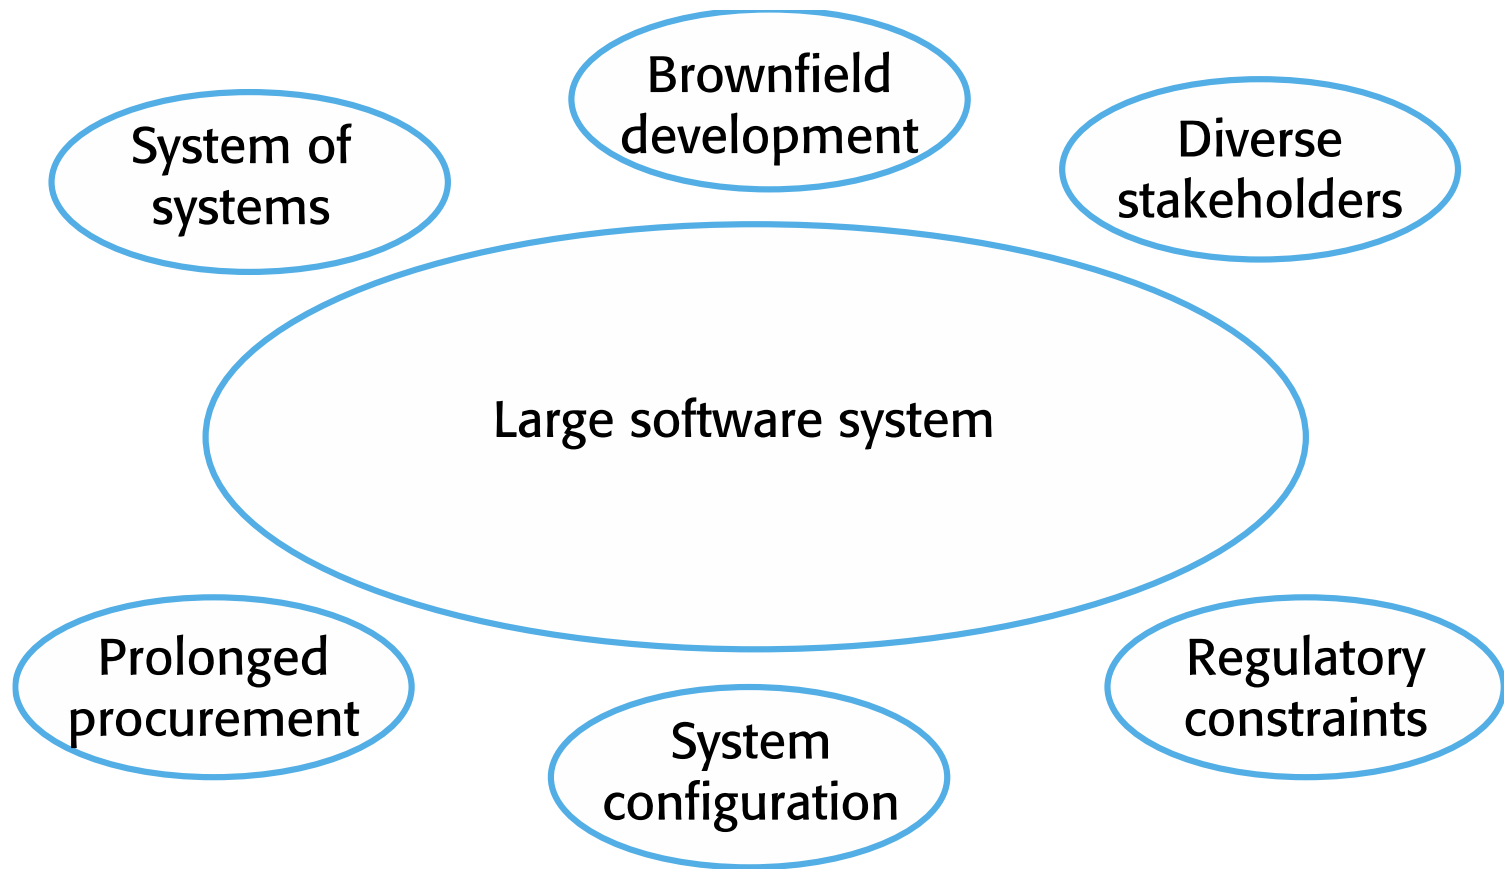 Brownfield
development
System of
systems
Diverse
stakeholders
Large software system
Prolonged
procurement
System
configuration
Regulatory
constraints